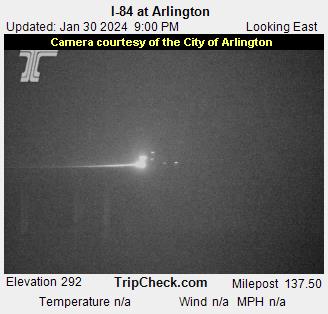 I-84 at Arlington
Updated: Jan 30 2024 9:00 PM Looking East
Camera courtesy of the City of Arlington
Elevation 292 TripCheck.com Milepost 137.50
Temperature n/a Wind n/a MPH n/a